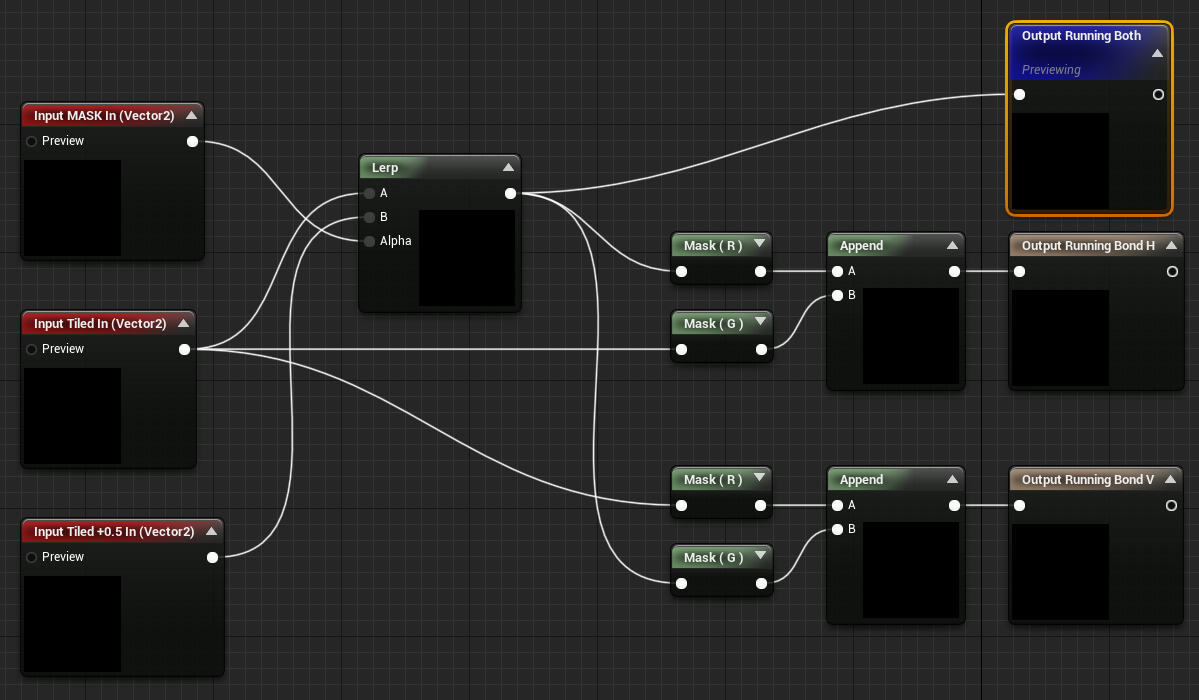 Output Running Both
Previewing
Input MASK In (Vector2)
Preview
Lerp
A
B
Alpha
Mask ( R )
Append
A
B
Output Running Bond H
Input Tiled In (Vector2)
Preview
Mask ( G )
Mask ( R )
Append
A
B
Output Running Bond V
Input Tiled +0.5 In (Vector2)
Preview
Mask ( G )